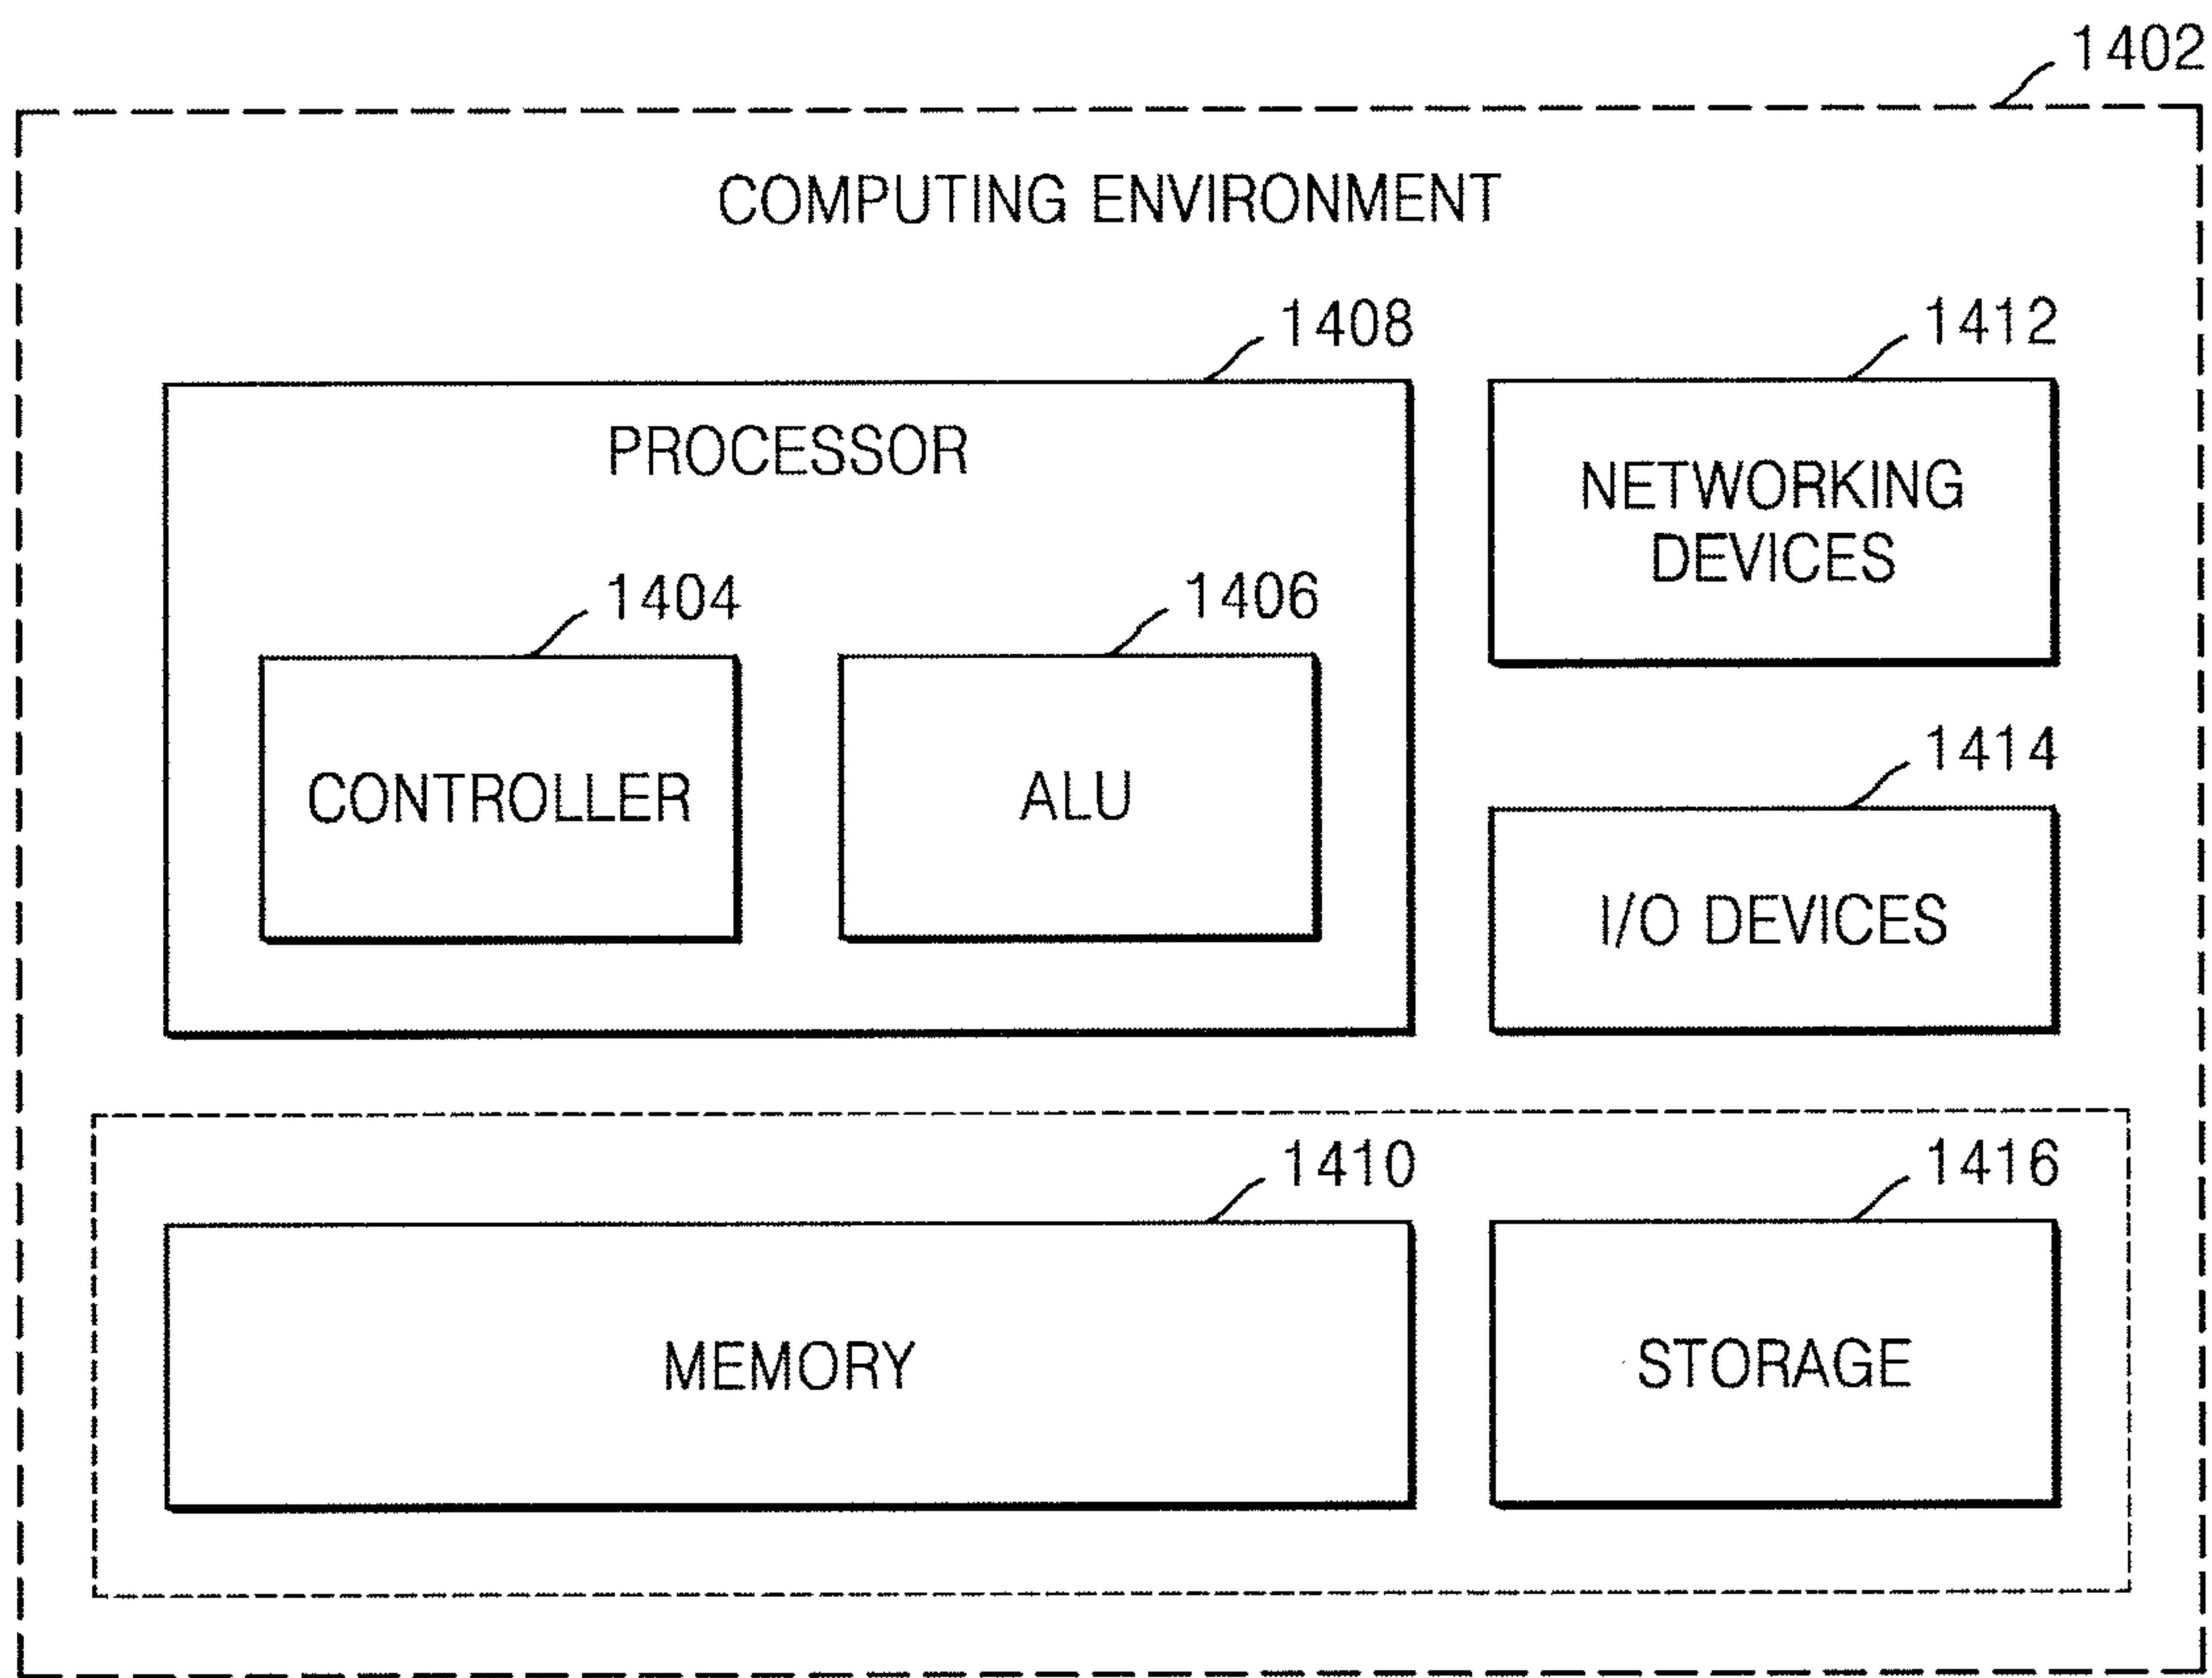 1402
COMPUTING ENVIRONMENT
1408
PROCESSOR
1404
CONTROLLER
1406
ALU
1412
NETWORKING
DEVICES
1414
I/O DEVICES
1410
MEMORY
1416
STORAGE